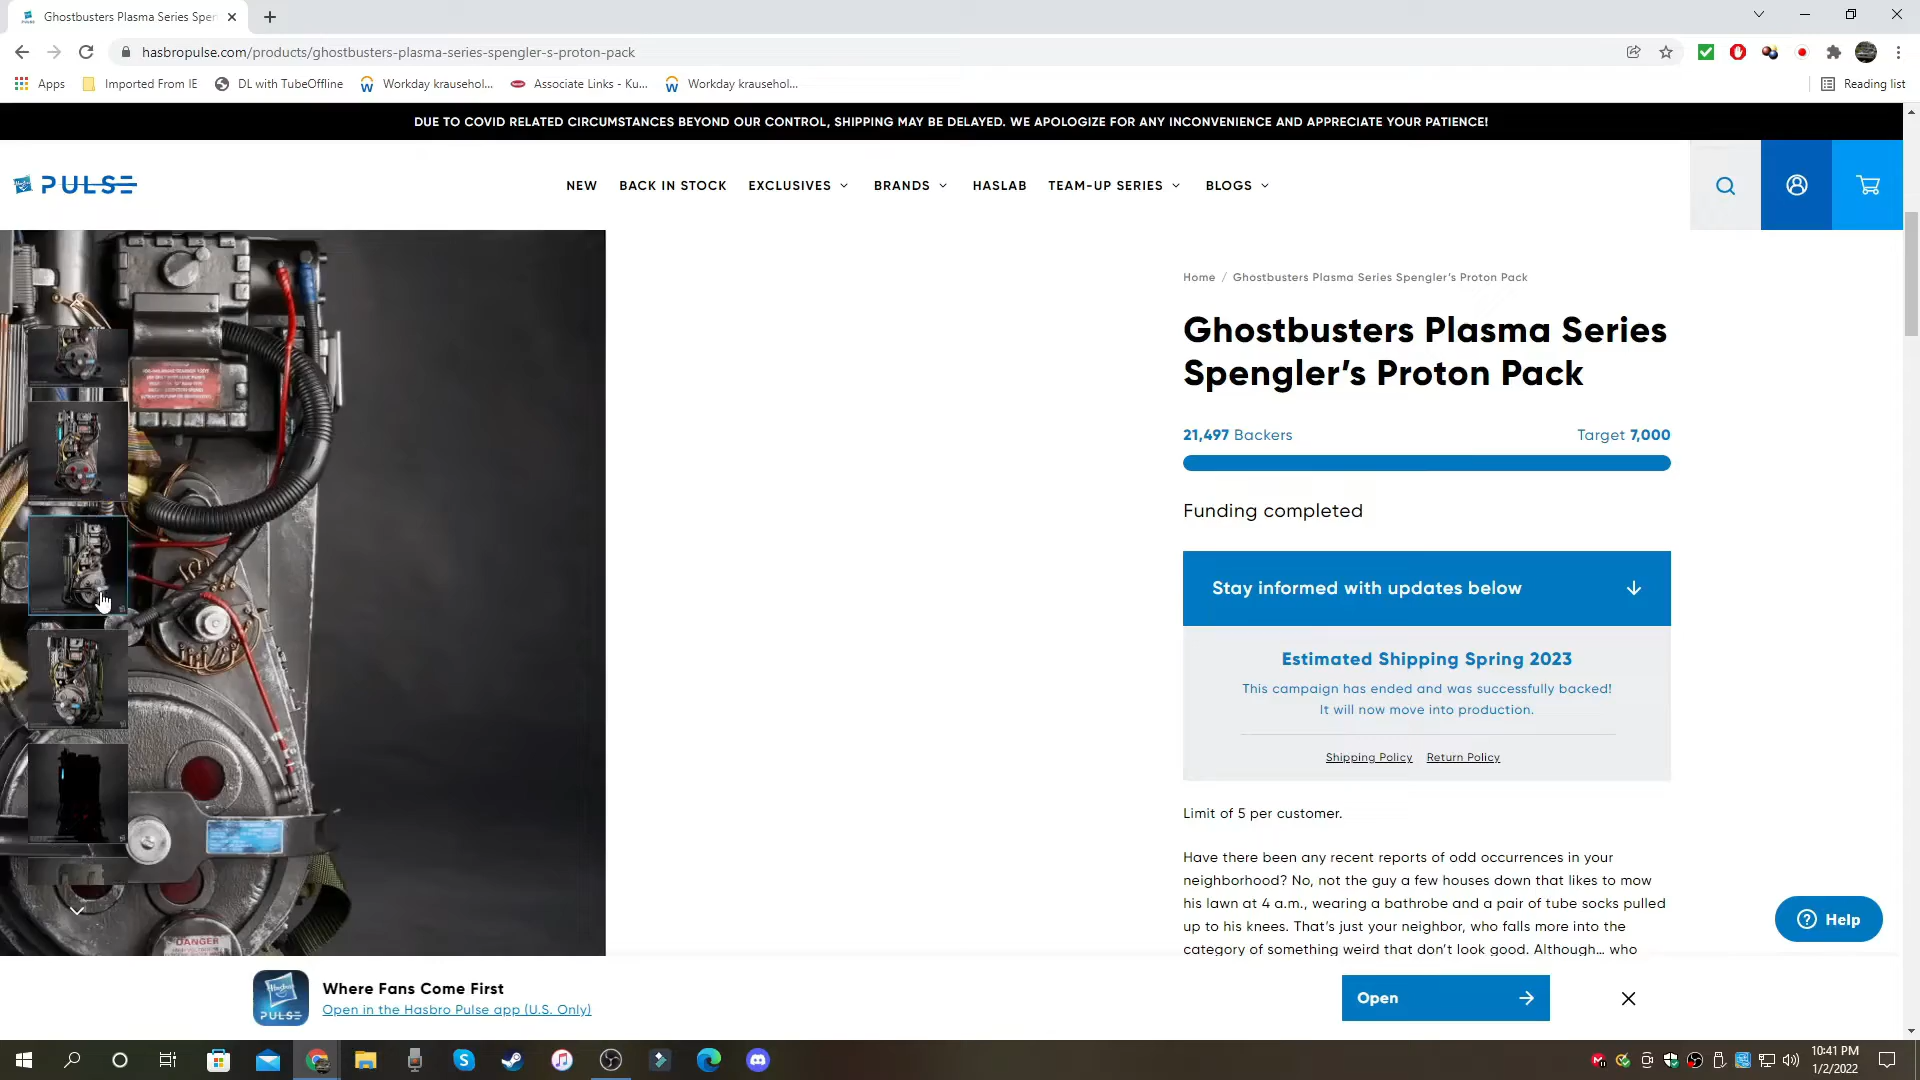 Ghostbusters Plasma Series Spen
hasbropulse.com/products/ghostbusters-plasma-series-spengler-s-proton-pack
Apps
Imported From IE
DL with TubeOffline
Workday krausehol...
Associate Links - Ku...
Workday krausehol...
Reading list
DUE TO COVID RELATED CIRCUMSTANCES BEYOND OUR CONTROL, SHIPPING MAY BE DELAYED. WE APOLOGIZE FOR ANY INCONVENIENCE AND APPRECIATE YOUR PATIENCE!
PULSE
NEW
BACK IN STOCK
EXCLUSIVES
BRANDS
HASLAB
TEAM-UP SERIES
BLOGS
Home / Ghostbusters Plasma Series Spengler's Proton Pack
Ghostbusters Plasma Series
Spengler's Proton Pack
21,497 Backers
Target 7,000
Funding completed
Stay informed with updates below
Estimated Shipping Spring 2023
This campaign has ended and was successfully backed!
It will now move into production.
Shipping Policy
Return Policy
Limit of 5 per customer.
Have there been any recent reports of odd occurrences in your
neighborhood? No, not the guy a few houses down that likes to mow
his lawn at 4 a.m., wearing a bathrobe and a pair of tube socks pulled
up to his knees. That's just your neighbor, who falls more into the
category of something weird that don't look good. Although... who
DANGER
Help
Hasbro
PULSE
Where Fans Come First
Open in the Hasbro Pulse app (U.S. Only)
Open
10:41 PM
1/2/2022